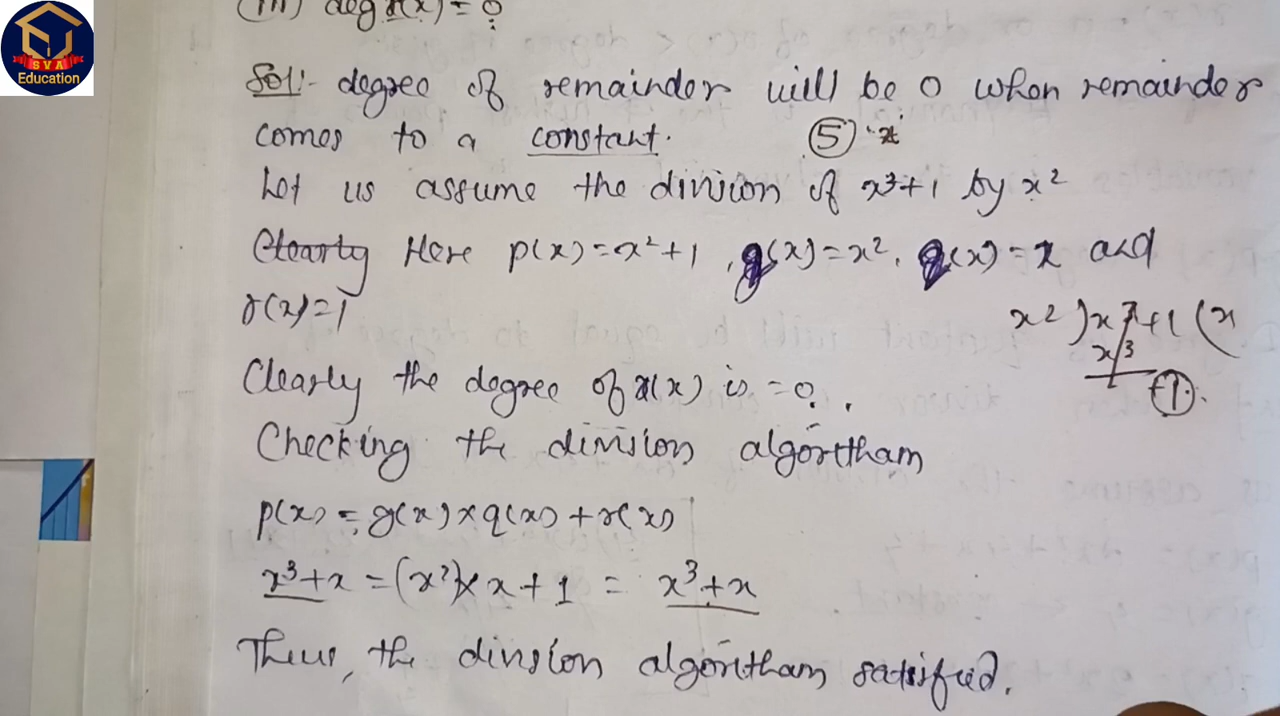 SVA
Education
(iii) deg r(x) = 0
Sol:- degree of remainder will be 0 when remainder
comes to a constant. 5
Let us assume the division of x³+1 by x²
Clearly Here p(x) = x²+1, g(x) = x², q(x) = x and
r(x)=1
x² ) x³+1 ( x
x³
+1
Clearly the degree of r(x) is = 0.
Checking the division algoretham
p(x) = g(x) × q(x) + r(x)
x³+x = (x²) × x + 1 = x³+x
Thus, the division algoretham satisfied.